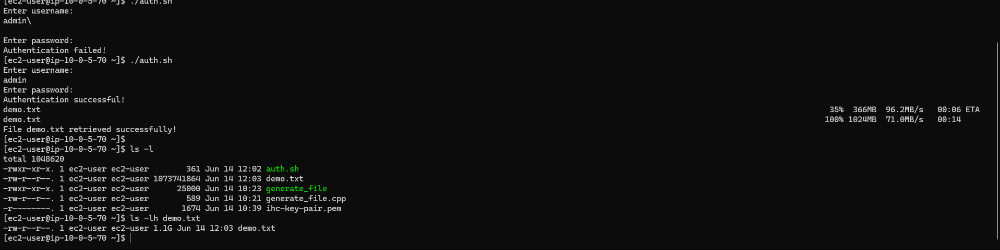 [ec2-user@ip-10-0-5-70 ~]$ ./auth.sh
Enter username:
admin\
Enter password:
Authentication failed!
[ec2-user@ip-10-0-5-70 ~]$ ./auth.sh
Enter username:
admin
Enter password:
Authentication successful!
demo.txt 35% 366MB 96.2MB/s 00:06 ETA
demo.txt 100% 1024MB 71.0MB/s 00:14
File demo.txt retrieved successfully!
[ec2-user@ip-10-0-5-70 ~]$
[ec2-user@ip-10-0-5-70 ~]$ ls -l
total 1048620
-rwxr-xr-x. 1 ec2-user ec2-user 361 Jun 14 12:02 auth.sh
-rw-r--r--. 1 ec2-user ec2-user 1073741864 Jun 14 12:03 demo.txt
-rwxr-xr-x. 1 ec2-user ec2-user 25000 Jun 14 10:23 generate_file
-rw-r--r--. 1 ec2-user ec2-user 589 Jun 14 10:21 generate_file.cpp
-r--------. 1 ec2-user ec2-user 1674 Jun 14 10:39 ihc-key-pair.pem
[ec2-user@ip-10-0-5-70 ~]$ ls -lh demo.txt
-rw-r--r--. 1 ec2-user ec2-user 1.1G Jun 14 12:03 demo.txt
[ec2-user@ip-10-0-5-70 ~]$